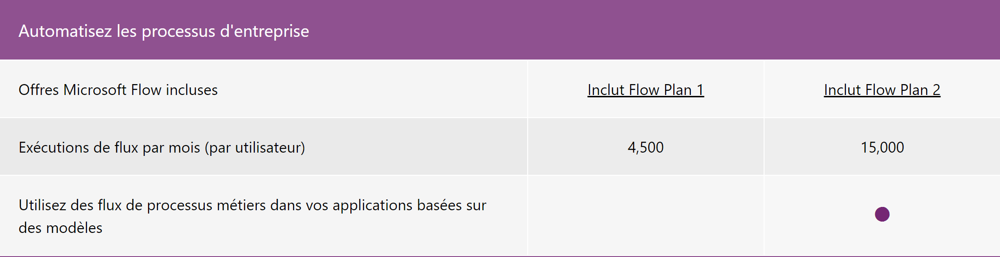 Automatisez les processus d'entreprise
Offres Microsoft Flow incluses
Inclut Flow Plan 1
Inclut Flow Plan 2
Exécutions de flux par mois (par utilisateur)
4,500
15,000
Utilisez des flux de processus métiers dans vos applications basées sur
des modèles